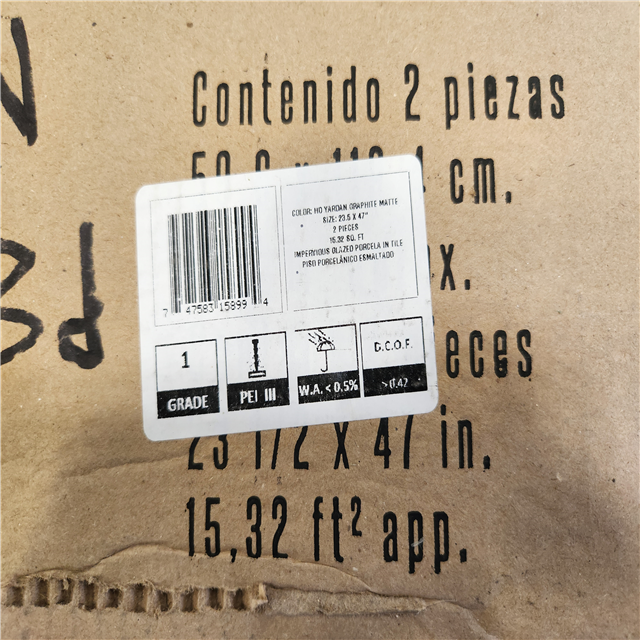 Contenido 2 piezas
cm.
COLOR: HD YARDAN GRAPHITE MATTE
SIZE: 23.5 X 47"
2 PIECES
15.32 SQ. FT
IMPERVIOUS GLAZED PORCELAIN TILE
PISO PORCELÁNICO ESMALTADO
7 47583 15899 4
x.
1
GRADE
PEI III
W.A. < 0.5%
D.C.O.F.
> 0.42
eces
23 1/2 x 47 in.
15,32 ft² app.
3d